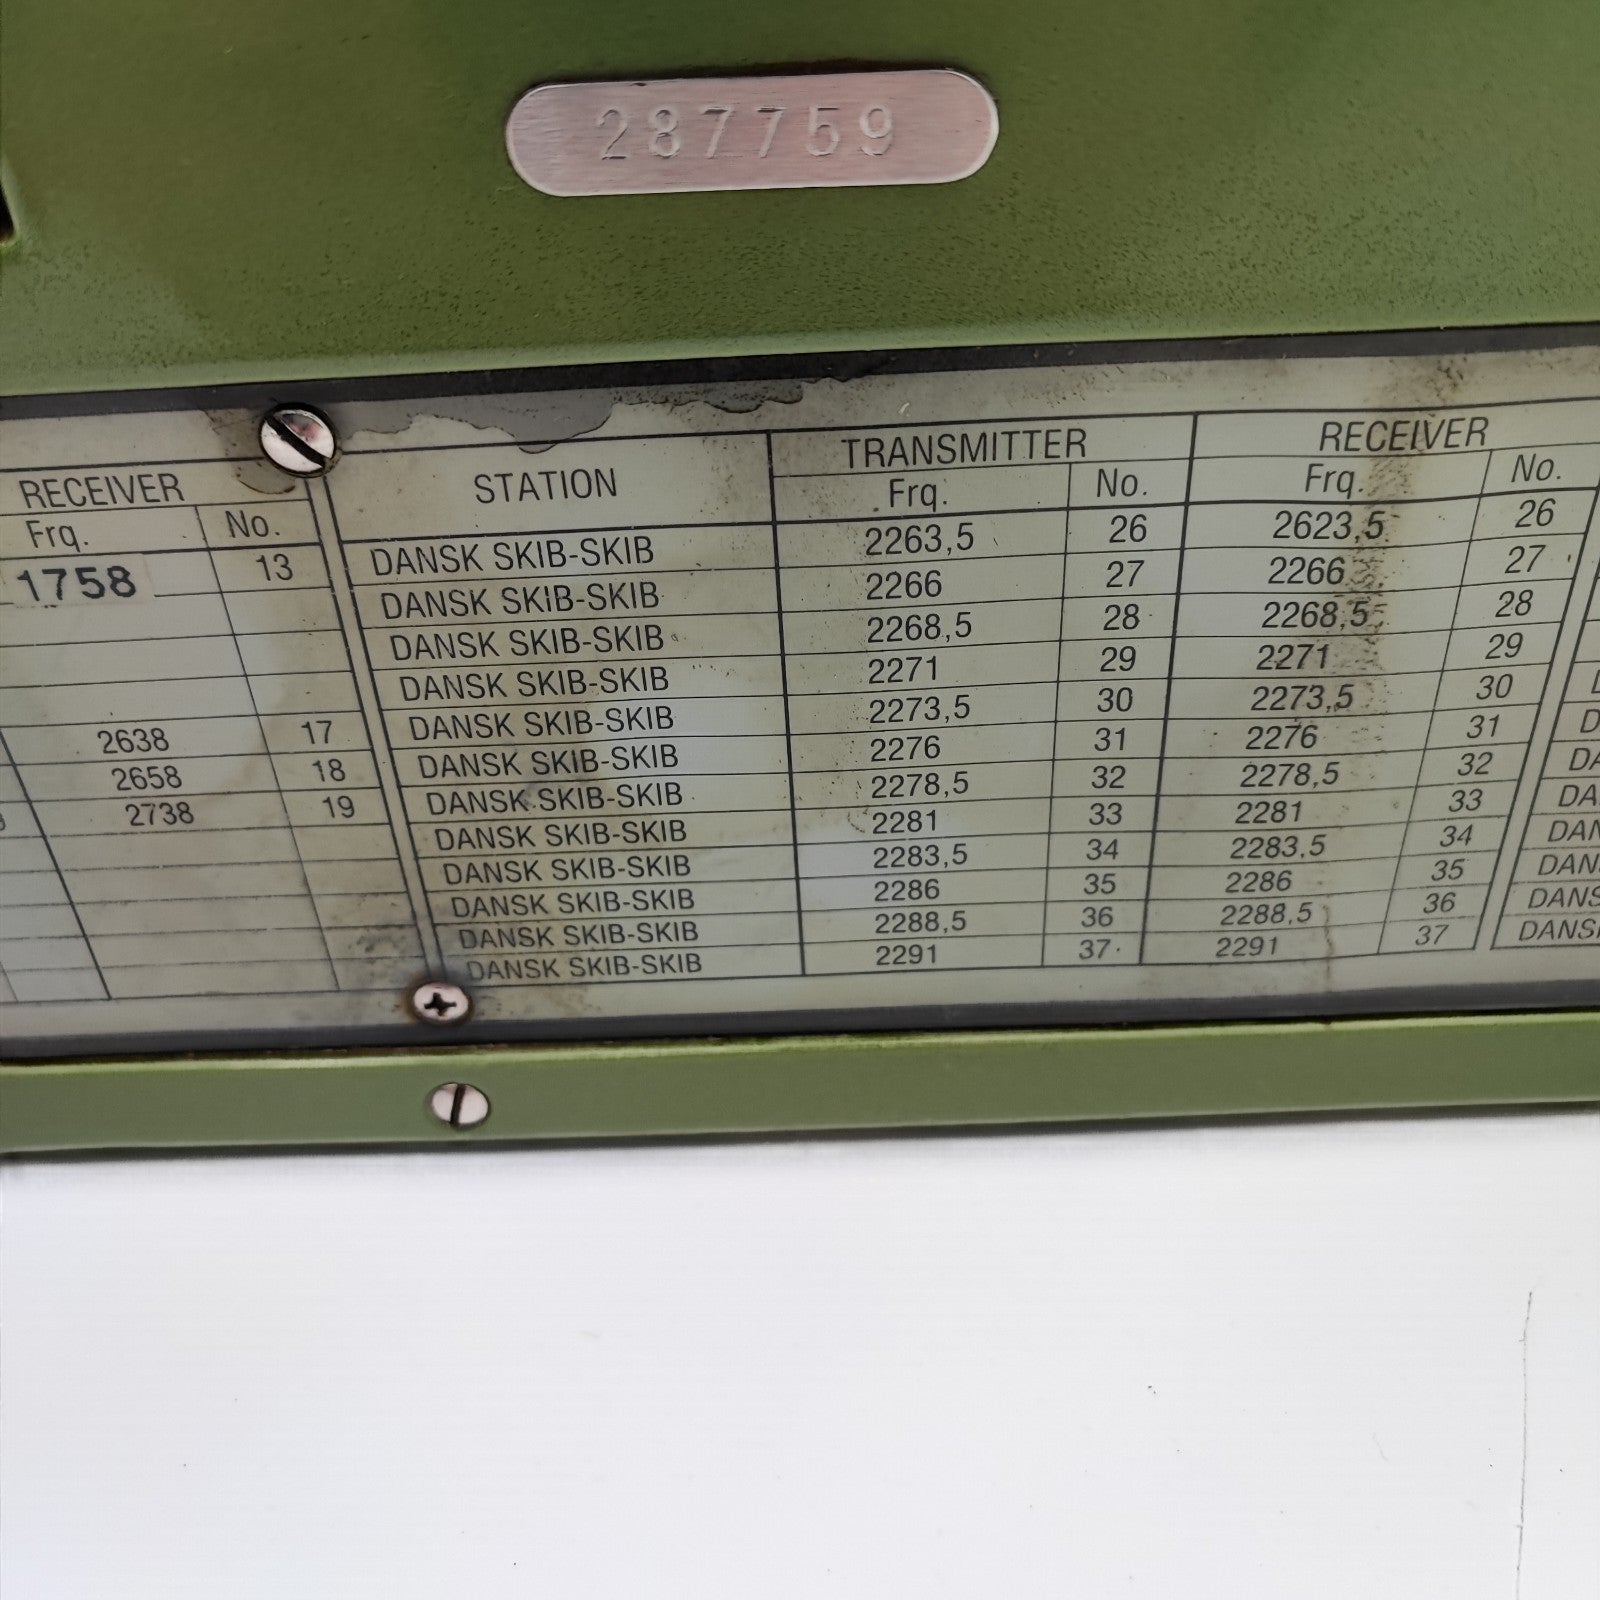 287759
RECEIVER STATION TRANSMITTER RECEIVER
Frq. No. Frq. No. Frq. No.
1758 13 DANSK SKIB-SKIB 2263,5 26 2623,5 26
DANSK SKIB-SKIB 2266 27 2266 27
DANSK SKIB-SKIB 2268,5 28 2268,5 28
DANSK SKIB-SKIB 2271 29 2271 29
2638 17 DANSK SKIB-SKIB 2273,5 30 2273,5 30
2658 18 DANSK SKIB-SKIB 2276 31 2276 31
2738 19 DANSK SKIB-SKIB 2278,5 32 2278,5 32
DANSK SKIB-SKIB 2281 33 2281 33 DA
DANSK SKIB-SKIB 2283,5 34 2283,5 34 DAN
DANSK SKIB-SKIB 2286 35 2286 35 DAN
DANSK SKIB-SKIB 2288,5 36 2288,5 36 DANS
DANSK SKIB-SKIB 2291 37 2291 37 DANS